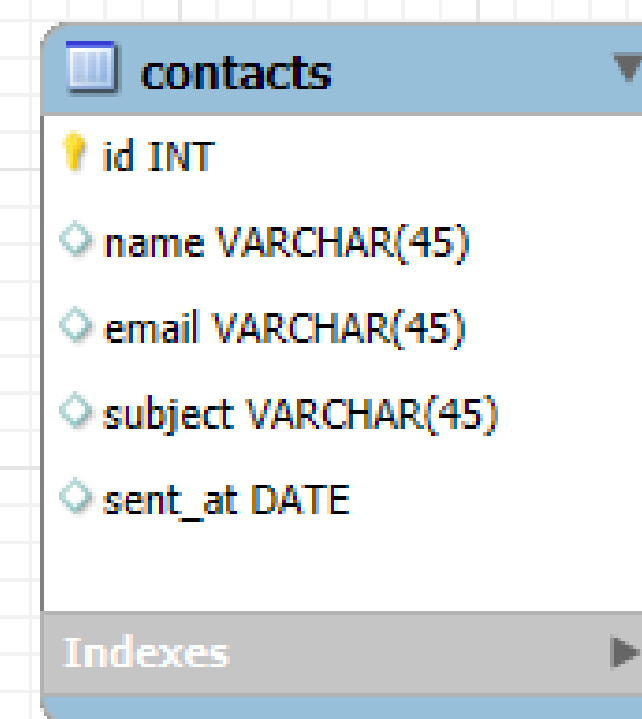 contacts
id INT
name VARCHAR(45)
email VARCHAR(45)
subject VARCHAR(45)
sent_at DATE
Indexes